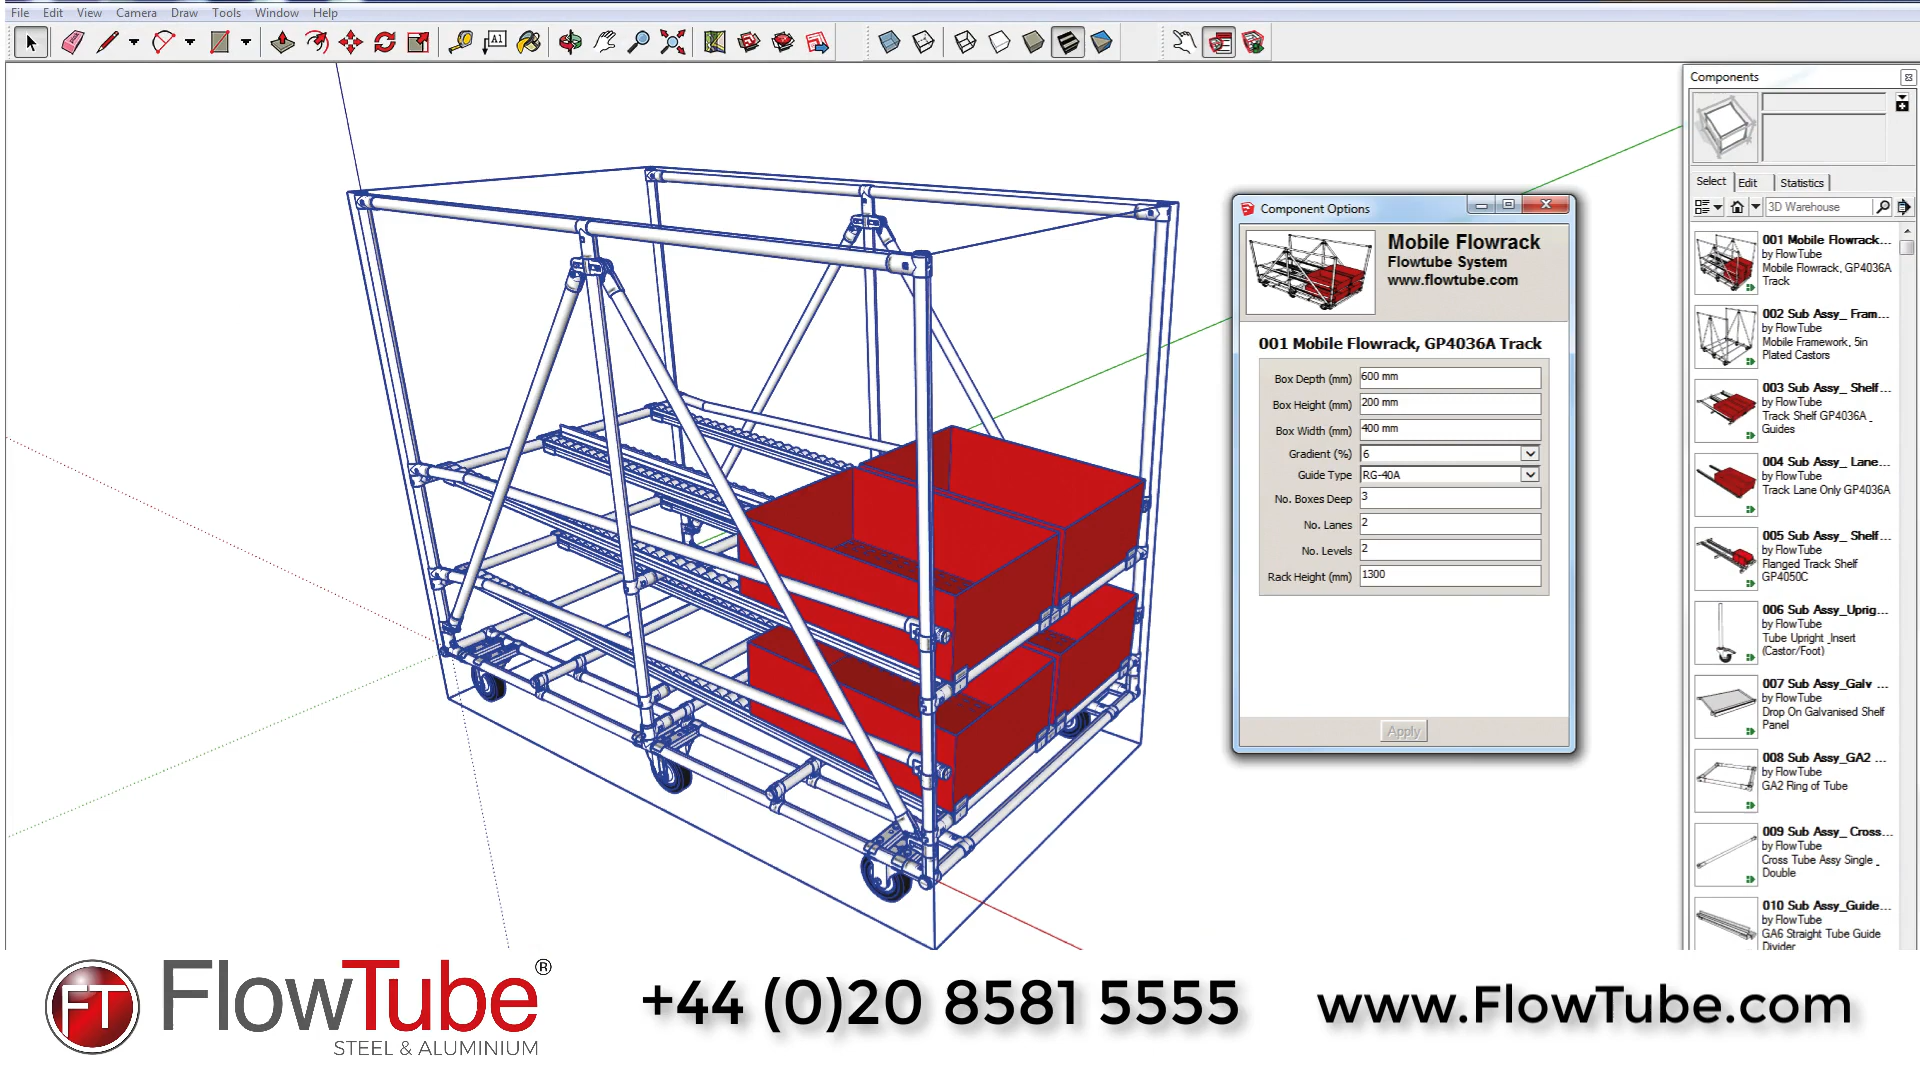 File Edit View Camera Draw Tools Window Help
A1
Components
Select Edit Statistics
3D Warehouse
001 Mobile Flowrack...
by FlowTube
Mobile Flowrack, GP4036A
Track
002 Sub Assy_ Fram...
by FlowTube
Mobile Framework, 5in
Plated Castors
003 Sub Assy_ Shelf...
by FlowTube
Track Shelf GP4036A _
Guides
004 Sub Assy_ Lane...
by FlowTube
Track Lane Only GP4036A
005 Sub Assy_ Shelf...
by FlowTube
Flanged Track Shelf
GP4050C
006 Sub Assy_Uprig...
by FlowTube
Tube Upright _Insert
(Castor/Foot)
007 Sub Assy_Galv ...
by FlowTube
Drop On Galvanised Shelf
Panel
008 Sub Assy_GA2 ...
by FlowTube
GA2 Ring of Tube
009 Sub Assy_ Cross...
by FlowTube
Cross Tube Assy Single _
Double
010 Sub Assy_Guide...
by FlowTube
GA6 Straight Tube Guide
Divider
Component Options
Mobile Flowrack
Flowtube System
www.flowtube.com
001 Mobile Flowrack, GP4036A Track
Box Depth (mm) 600 mm
Box Height (mm) 200 mm
Box Width (mm) 400 mm
Gradient (%) 6
Guide Type RG-40A
No. Boxes Deep 3
No. Lanes 2
No. Levels 2
Rack Height (mm) 1300
Apply
FT FlowTube®
STEEL & ALUMINIUM
+44 (0)20 8581 5555
www.FlowTube.com